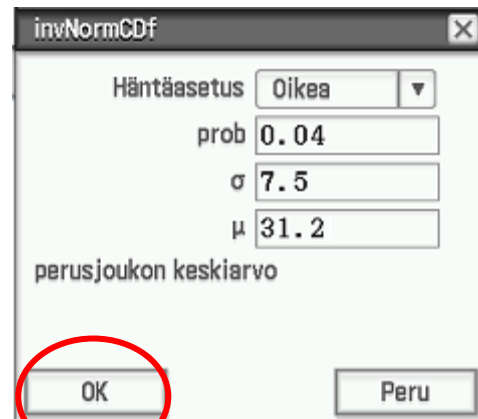 invNormCDf
Häntäasetus Oikea
prob 0.04
σ 7.5
μ 31.2
perusjoukon keskiarvo
OK Peru